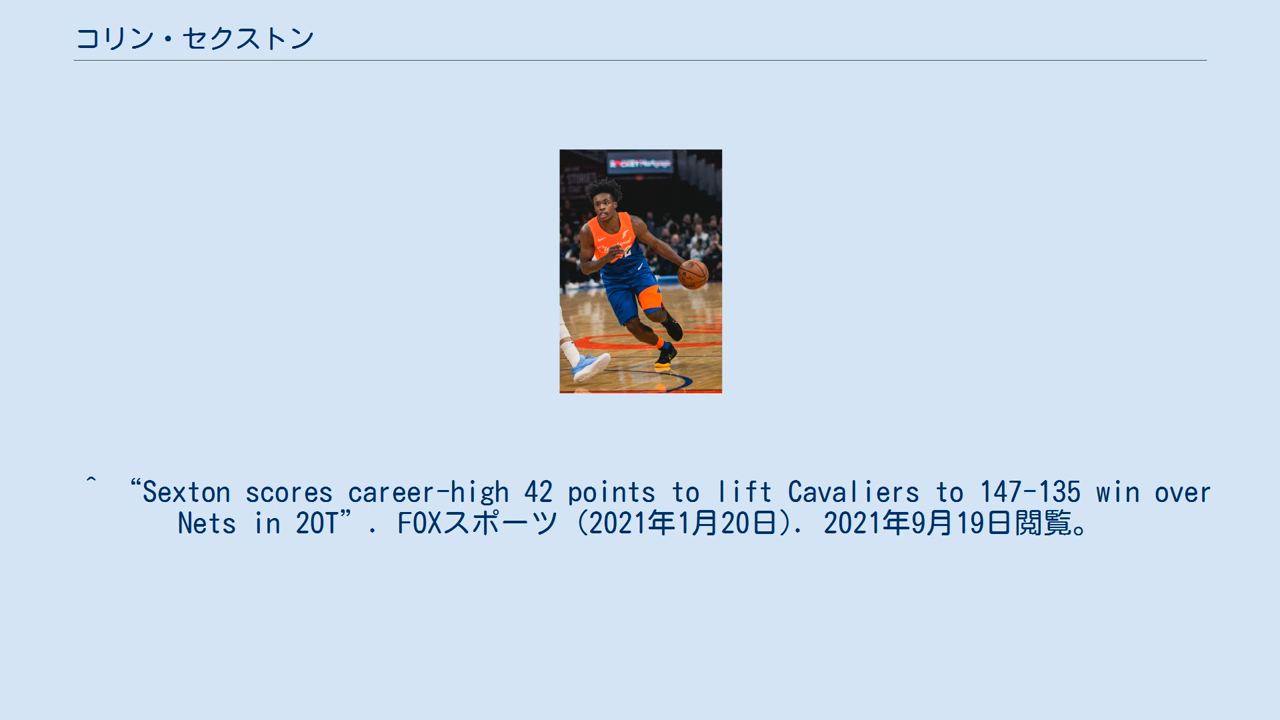 コリン・セクストン
^ “Sexton scores career-high 42 points to lift Cavaliers to 147-135 win over
Nets in 2OT”. FOXスポーツ (2021年1月20日). 2021年9月19日閲覧。